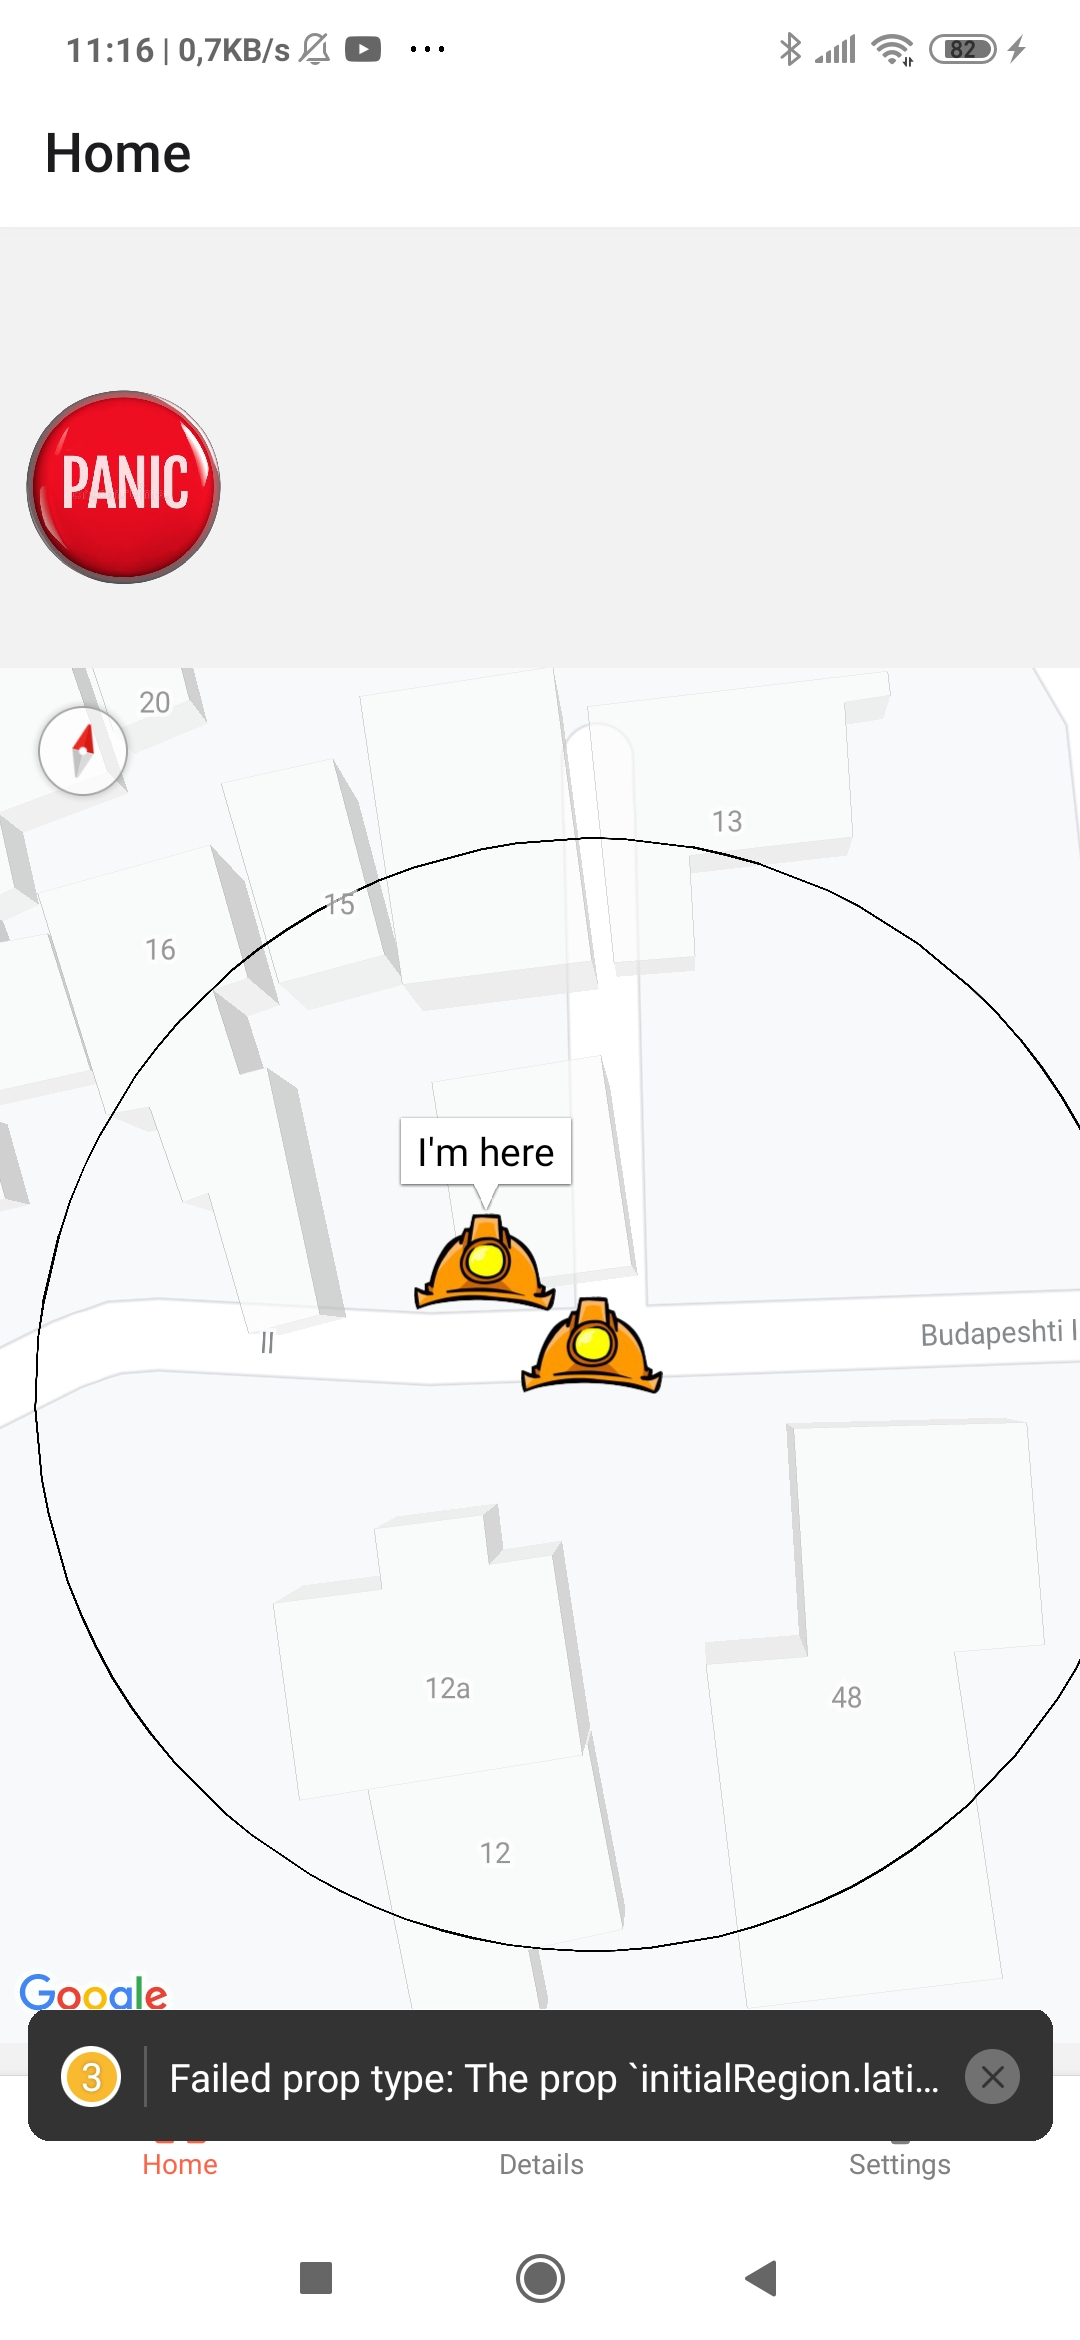 11:16 | 0,7KB/s
82
Home
PANIC
20
13
15
16
I'm here
II
Budapeshti
12a
48
12
Google
3 Failed prop type: The prop `initialRegion.lati...
Home Details Settings